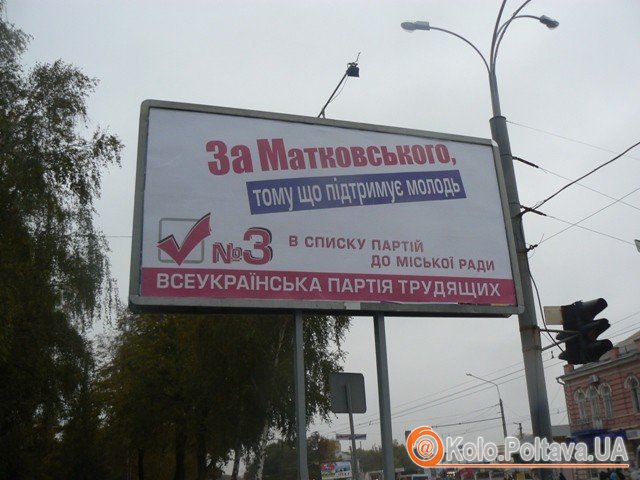 За Матковського,
тому що підтримує молодь
№3 В СПИСКУ ПАРТІЙ
ДО МІСЬКОЇ РАДИ
ВСЕУКРАЇНСЬКА ПАРТІЯ ТРУДЯЩИХ
@ Kolo.Poltava.UA